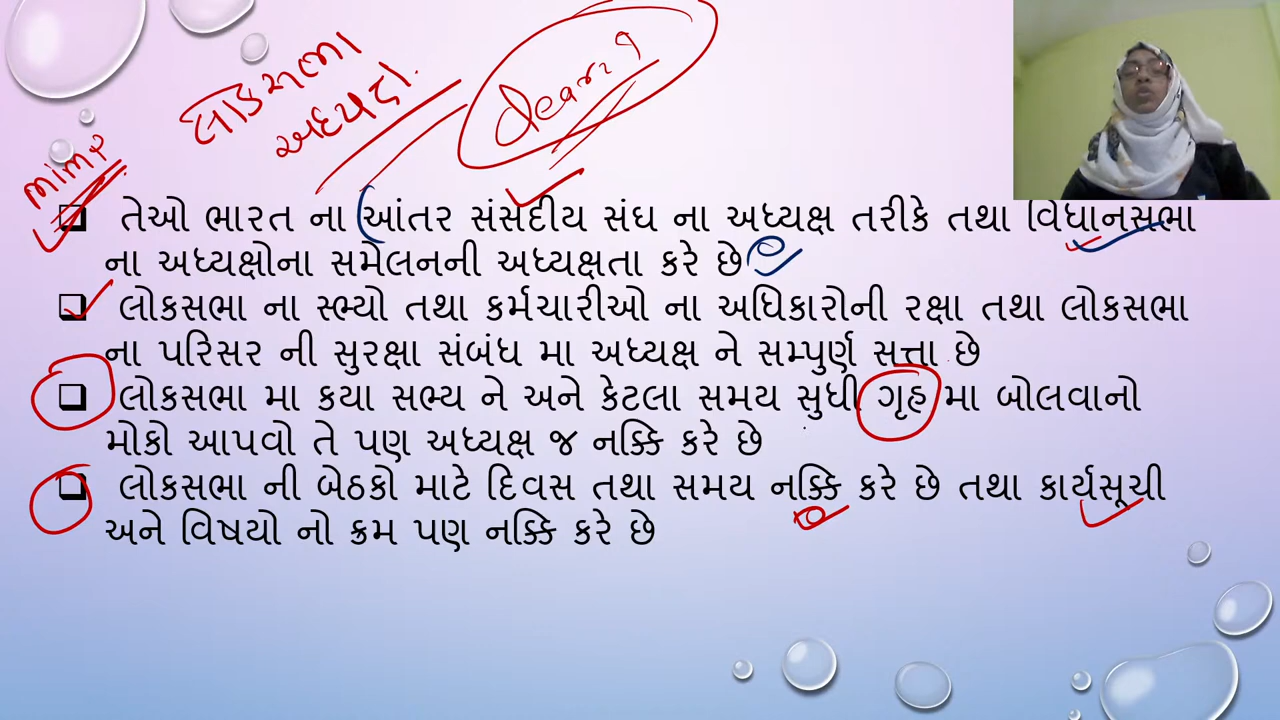 લોકસભા
અધ્યક્ષ.
clear ?
mimp
તેઓ ભારત ના આંતર સંસદીય સંઘ ના અધ્યક્ષ તરીકે તથા વિધાનસભા
ના અધ્યક્ષોના સમેલનની અધ્યક્ષતા કરે છે
લોકસભા ના સ્ભ્યો તથા કર્મચારીઓ ના અધિકારોની રક્ષા તથા લોકસભા
ના પરિસર ની સુરક્ષા સંબંધ મા અધ્યક્ષ ને સમ્પુર્ણ સત્તા છે
લોકસભા મા કયા સભ્ય ને અને કેટલા સમય સુધી ગૃહ મા બોલવાનો
મોકો આપવો તે પણ અધ્યક્ષ જ નક્કિ કરે છે
લોકસભા ની બેઠકો માટે દિવસ તથા સમય નક્કિ કરે છે તથા કાર્યસૂચી
અને વિષયો નો ક્રમ પણ નક્કિ કરે છે